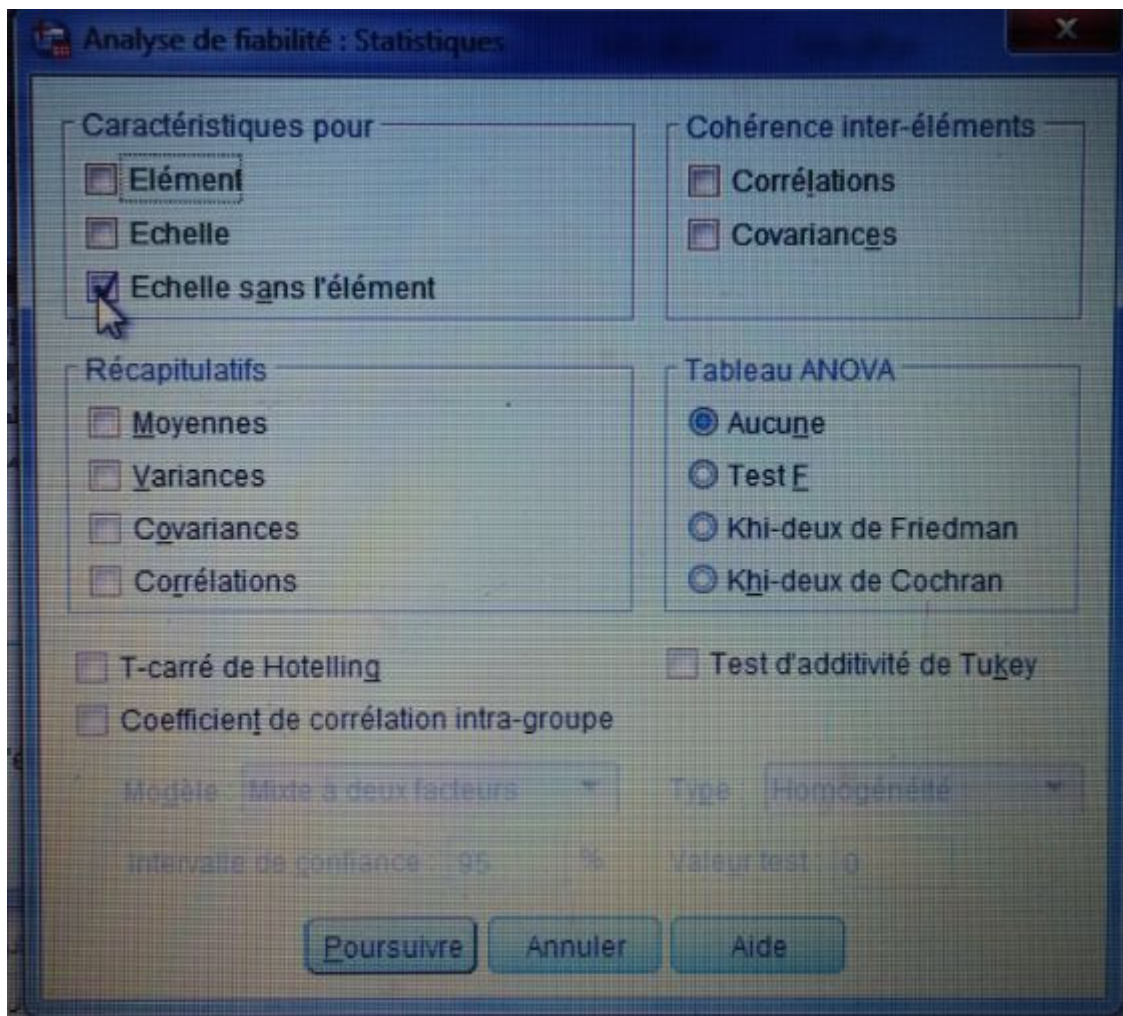 Analyse de fiabilité : Statistiques
Caractéristiques pour
Elément
Echelle
Echelle sans l'élément
Cohérence inter-éléments
Corrélations
Covariances
Récapitulatifs
Moyennes
Variances
Covariances
Corrélations
Tableau ANOVA
Aucune
Test F
Khi-deux de Friedman
Khi-deux de Cochran
T-carré de Hotelling
Test d'additivité de Tukey
Coefficient de corrélation intra-groupe
Modèle : Mixte à deux facteurs
Type : Homogénéité
Intervalle de confiance : 95 %
Valeur test : 0
Poursuivre
Annuler
Aide